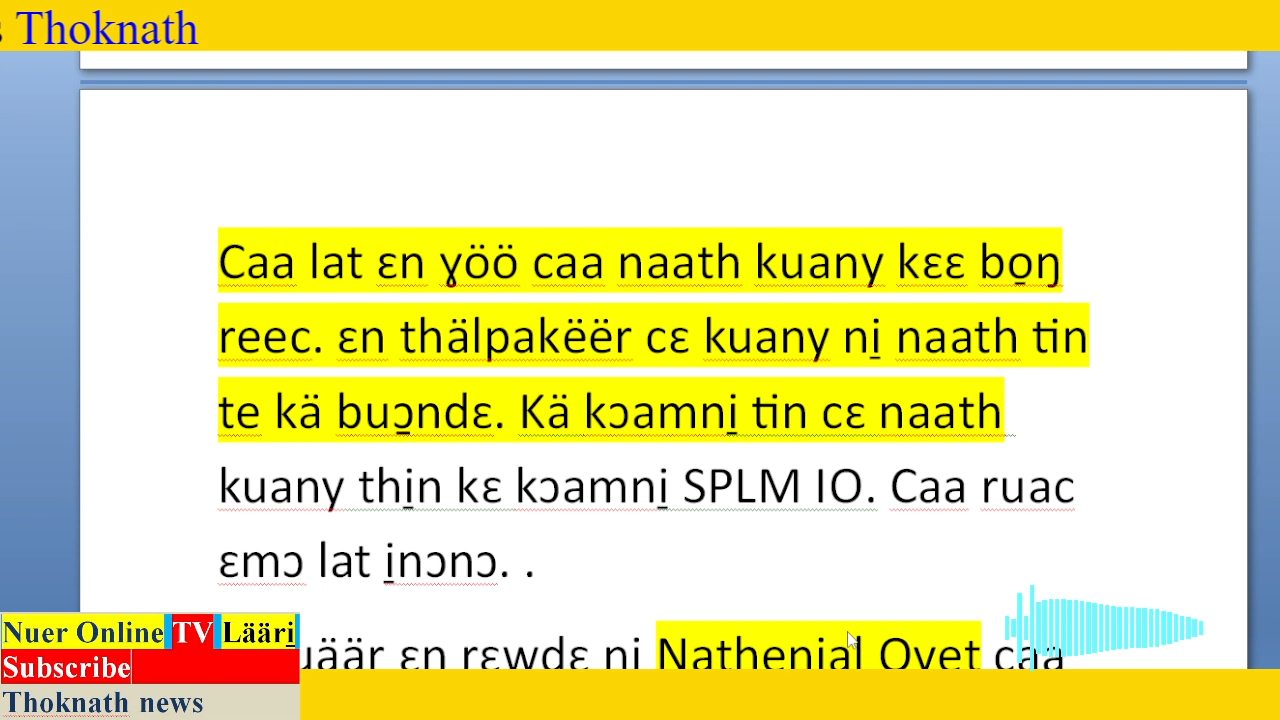 Thoknath
Caa lat ɛn ɣöö caa naath kuany kɛɛ bo̱ŋ
reec. ɛn thälpakëër cɛ kuany ni̱ naath tin
te kä buɔ̱ndɛ. Kä kɔamni̱ tin cɛ naath
kuany thi̱n kɛ kɔamni̱ SPLM IO. Caa ruac
ɛmɔ lat i̱nɔnɔ. .
ɛn rɛwdɛ ni Nathenial Oyet caa
Nuer Online TV Lääri̱
Subscribe
Thoknath news